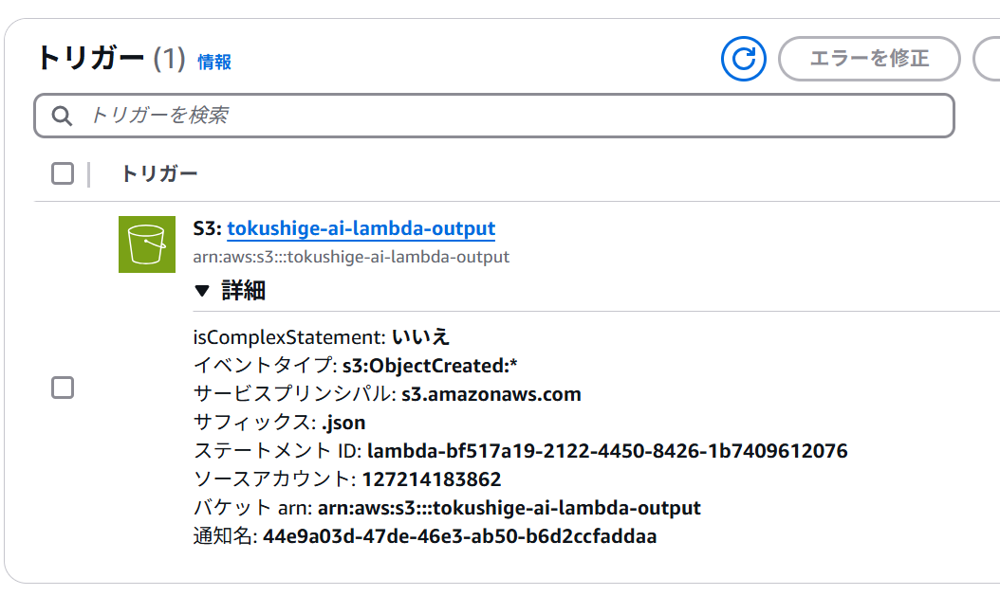 トリガー (1) 情報
エラーを修正
トリガーを検索
トリガー
S3: tokushige-ai-lambda-output
arn:aws:s3:::tokushige-ai-lambda-output
▼ 詳細
isComplexStatement: いいえ
イベントタイプ: s3:ObjectCreated:*
サービスプリンシパル: s3.amazonaws.com
サフィックス: .json
ステートメント ID: lambda-bf517a19-2122-4450-8426-1b7409612076
ソースアカウント: 127214183862
バケット arn: arn:aws:s3:::tokushige-ai-lambda-output
通知名: 44e9a03d-47de-46e3-ab50-b6d2ccfaddaa